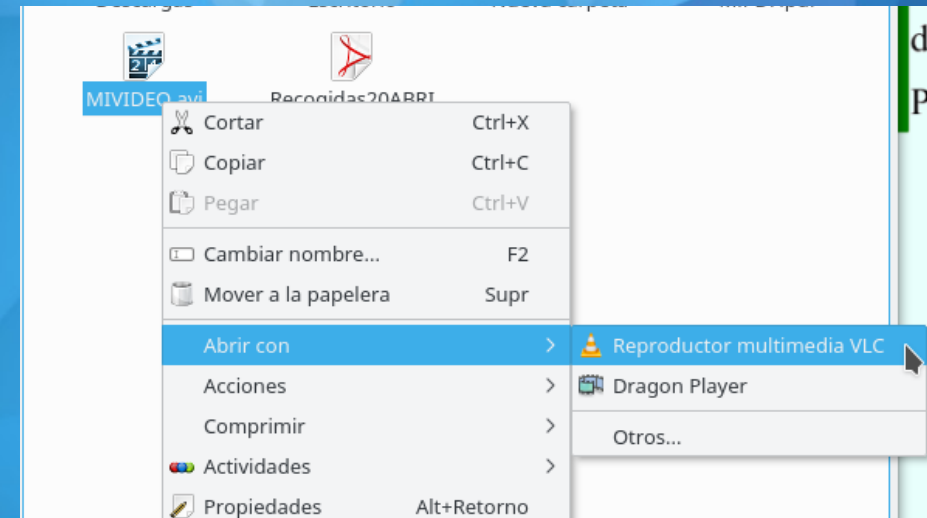 MIVIDEO.avi
Recogidas20ABRI
Cortar Ctrl+X
Copiar Ctrl+C
Pegar Ctrl+V
Cambiar nombre... F2
Mover a la papelera Supr
Abrir con
Reproductor multimedia VLC
Acciones
Dragon Player
Comprimir
Otros...
Actividades
Propiedades Alt+Retorno